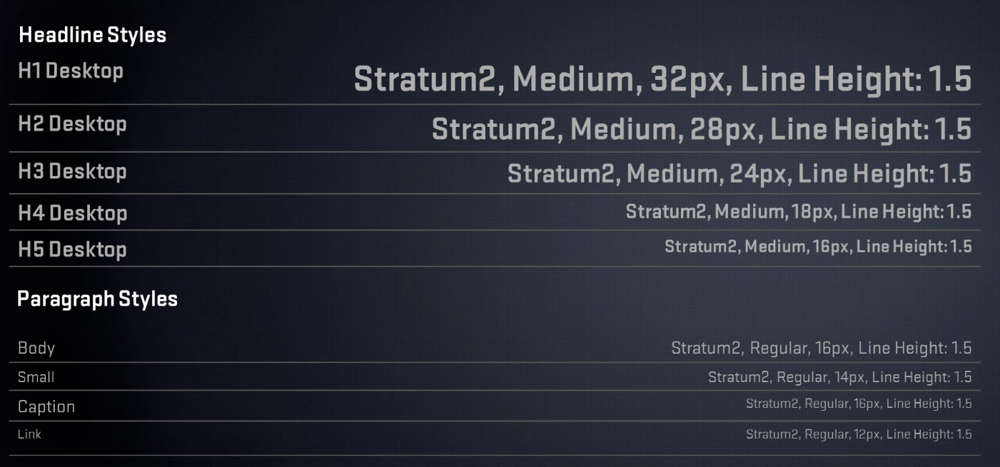 Headline Styles
H1 Desktop Stratum2, Medium, 32px, Line Height: 1.5
H2 Desktop Stratum2, Medium, 28px, Line Height: 1.5
H3 Desktop Stratum2, Medium, 24px, Line Height: 1.5
H4 Desktop Stratum2, Medium, 18px, Line Height: 1.5
H5 Desktop Stratum2, Medium, 16px, Line Height: 1.5
Paragraph Styles
Body Stratum2, Regular, 16px, Line Height: 1.5
Small Stratum2, Regular, 14px, Line Height: 1.5
Caption Stratum2, Regular, 16px, Line Height: 1.5
Link Stratum2, Regular, 12px, Line Height: 1.5